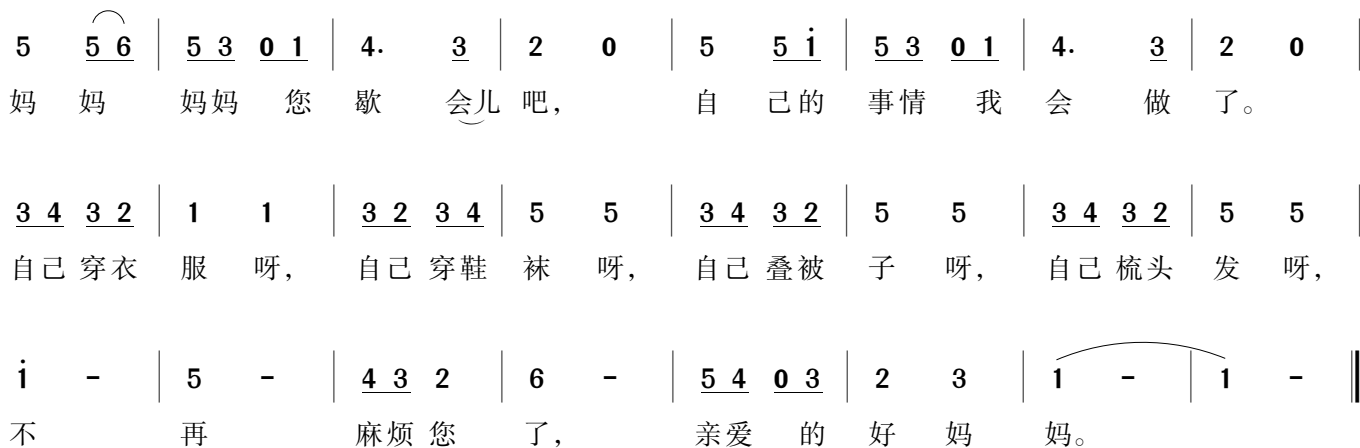 5 5 6 | 5 3 0 1 | 4. 3 | 2 0 | 5 5 i̇ | 5 3 0 1 | 4. 3 | 2 0 |
妈 妈 妈妈 您 歇 会儿 吧, 自 己的 事情 我 会 做 了。
3 4 3 2 | 1 1 | 3 2 3 4 | 5 5 | 3 4 3 2 | 5 5 | 3 4 3 2 | 5 5 |
自己 穿衣 服 呀, 自己 穿鞋 袜 呀, 自己 叠被 子 呀, 自己 梳头 发 呀,
i̇ - | 5 - | 4 3 2 | 6 - | 5 4 0 3 | 2 3 | 1 - | 1 - ‖
不 再 麻烦 您 了, 亲爱 的 好 妈 妈。